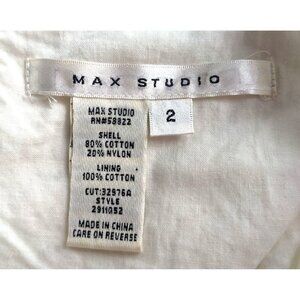 MAX STUDIO
2
MAX STUDIO
RN#58822
SHELL
80% COTTON
20% NYLON
LINING
100% COTTON
CUT:32976A
STYLE
2911052
MADE IN CHINA
CARE ON REVERSE